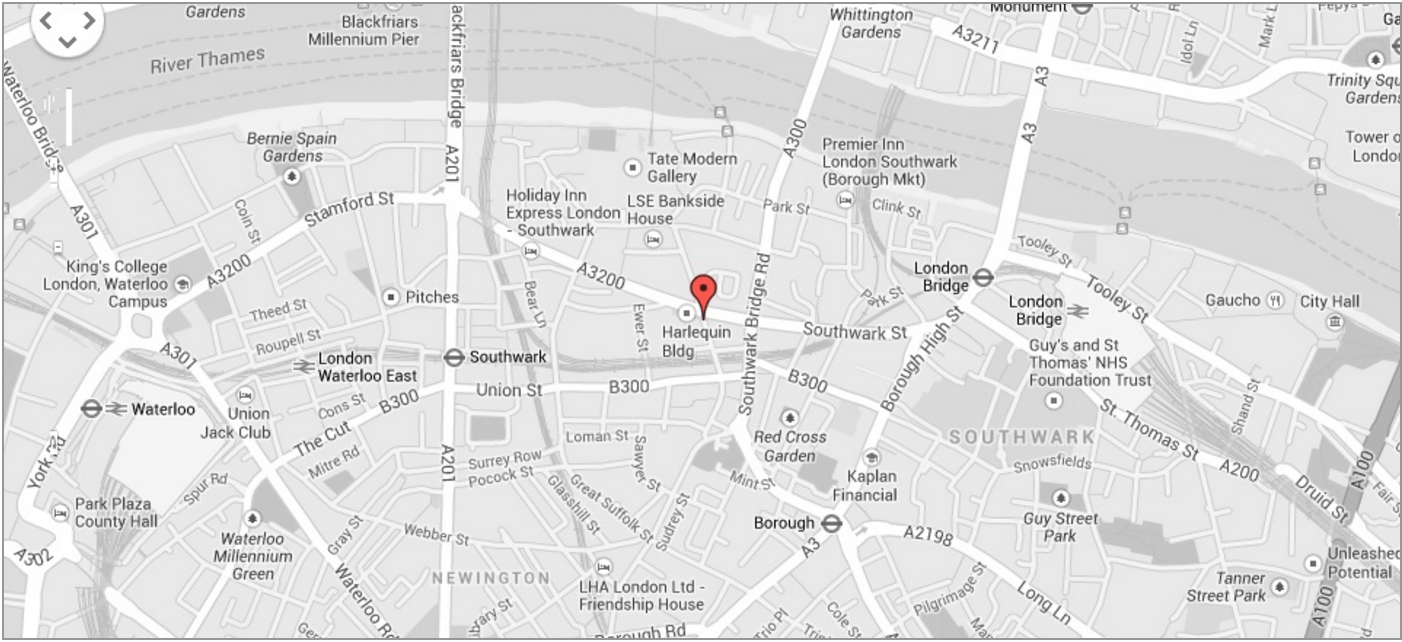 Gardens
Blackfriars
Millennium Pier
ackfriars Bridge
Whittington
Gardens
Monument
A3211
Idol Ln
Mark L
Pepys
Ga
Trinity Squ
Gardens
River Thames
Waterloo Bridge
A3
A3
Tower o
London
Bernie Spain
Gardens
A201
Tate Modern
Gallery
A300
Premier Inn
London Southwark
(Borough Mkt)
Holiday Inn
Express London
- Southwark
LSE Bankside
House
Park St
Clink St
A301
Coin St
Stamford St
A3200
King's College
London, Waterloo
Campus
Pitches
A3200
Bear Ln
Southwark Bridge Rd
London
Bridge
Tooley St
Tooley St
Park St
London
Bridge
Gaucho
City Hall
Theed St
Roupell St
Ewer St
Harlequin
Bldg
Southwark St
Borough High St
Guy's and St
Thomas' NHS
Foundation Trust
A301
London
Waterloo East
Southwark
Union St
B300
B300
Waterloo
Union
Jack Club
Cons St
B300
The Cut
Mitre Rd
A201
Loman St
Sawyer St
Red Cross
Garden
SOUTHWARK
St. Thomas St
Shand St
A200
A100
York Rd
Spur Rd
Surrey Row
Pocock St
Glasshill St
Great Suffolk St
Sudrey St
Mint St
Kaplan
Financial
Snowsfields
Druid St
Fair S
Park Plaza
County Hall
Waterloo
Millennium
Green
Gray St
Webber St
Borough
A3
A2198
Guy Street
Park
A302
Waterloo Rd
NEWINGTON
LHA London Ltd -
Friendship House
Borough Rd
Trio Pl
Cole St
Pilgrimage St
Long Ln
Tanner
Street Park
Unleashed
Potential
A100